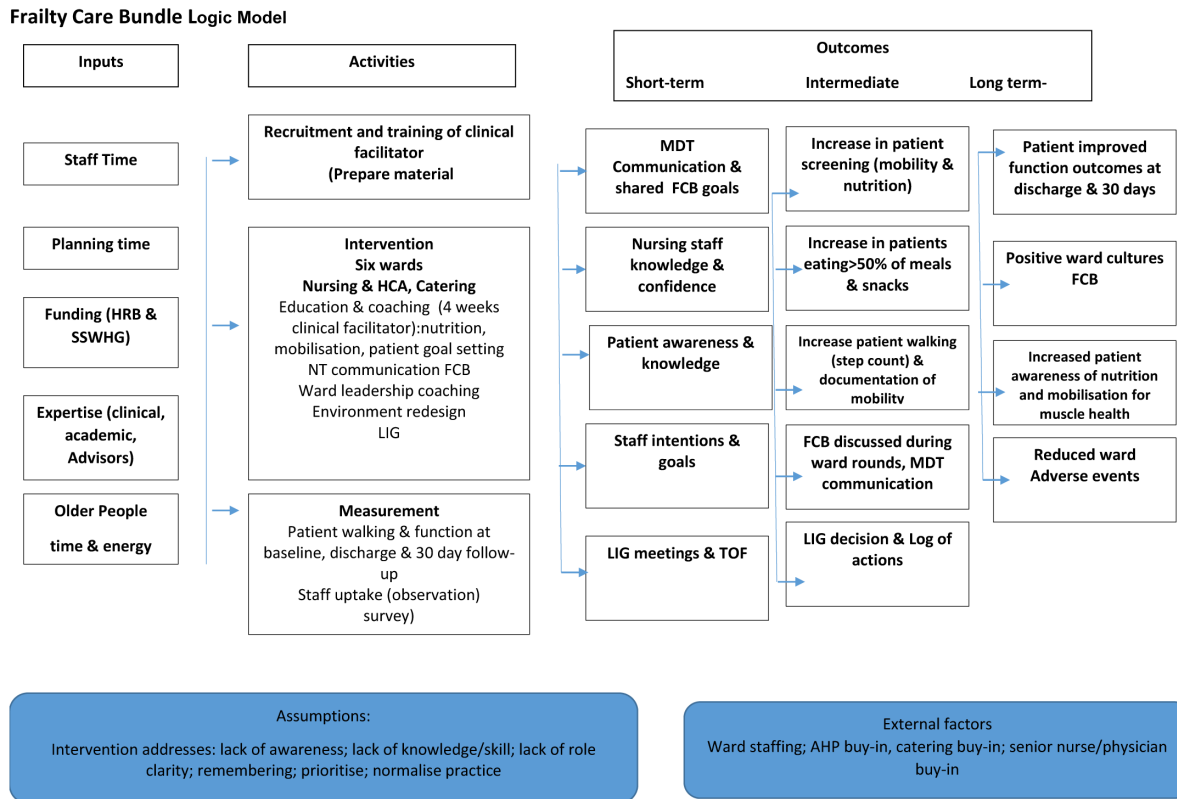 Frailty Care Bundle Logic Model
Inputs
Activities
Outcomes
Short-term
Intermediate
Long term-
Staff Time
Planning time
Funding (HRB &
SSWHG)
Expertise (clinical,
academic,
Advisors)
Older People
time & energy
Recruitment and training of clinical
facilitator
(Prepare material
Intervention
Six wards
Nursing & HCA, Catering
Education & coaching (4 weeks
clinical facilitator):nutrition,
mobilisation, patient goal setting
NT communication FCB
Ward leadership coaching
Environment redesign
LIG
Measurement
Patient walking & function at
baseline, discharge & 30 day follow-
up
Staff uptake (observation)
survey)
MDT
Communication &
shared FCB goals
Nursing staff
knowledge &
confidence
Patient awareness &
knowledge
Staff intentions &
goals
LIG meetings & TOF
Increase in patient
screening (mobility &
nutrition)
Increase in patients
eating>50% of meals
& snacks
Increase patient walking
(step count) &
documentation of
mobility
FCB discussed during
ward rounds, MDT
communication
LIG decision & Log of
actions
Patient improved
function outcomes at
discharge & 30 days
Positive ward cultures
FCB
Increased patient
awareness of nutrition
and mobilisation for
muscle health
Reduced ward
Adverse events
Assumptions:
Intervention addresses: lack of awareness; lack of knowledge/skill; lack of role
clarity; remembering; prioritise; normalise practice
External factors
Ward staffing; AHP buy-in, catering buy-in; senior nurse/physician
buy-in